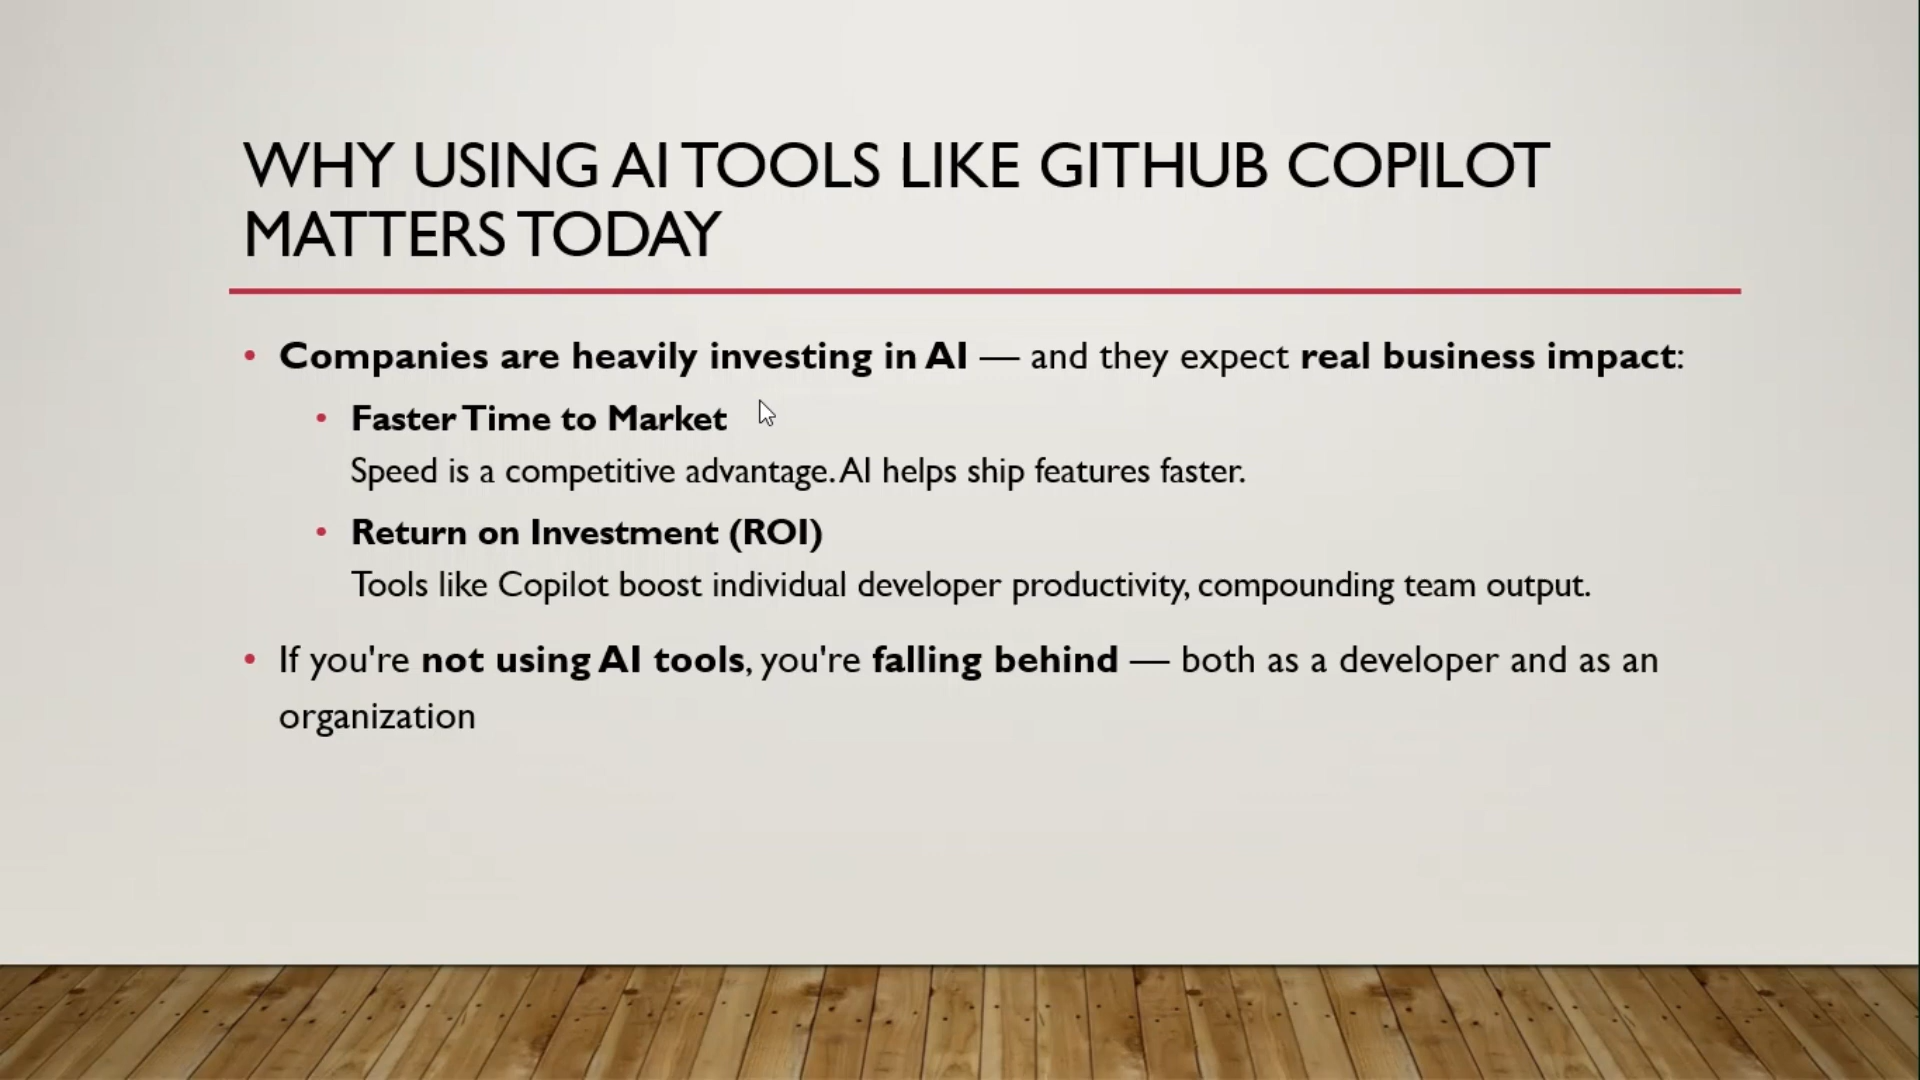 WHY USING AI TOOLS LIKE GITHUB COPILOT
MATTERS TODAY
• Companies are heavily investing in AI — and they expect real business impact:
• Faster Time to Market
Speed is a competitive advantage. AI helps ship features faster.
• Return on Investment (ROI)
Tools like Copilot boost individual developer productivity, compounding team output.
• If you're not using AI tools, you're falling behind — both as a developer and as an
organization